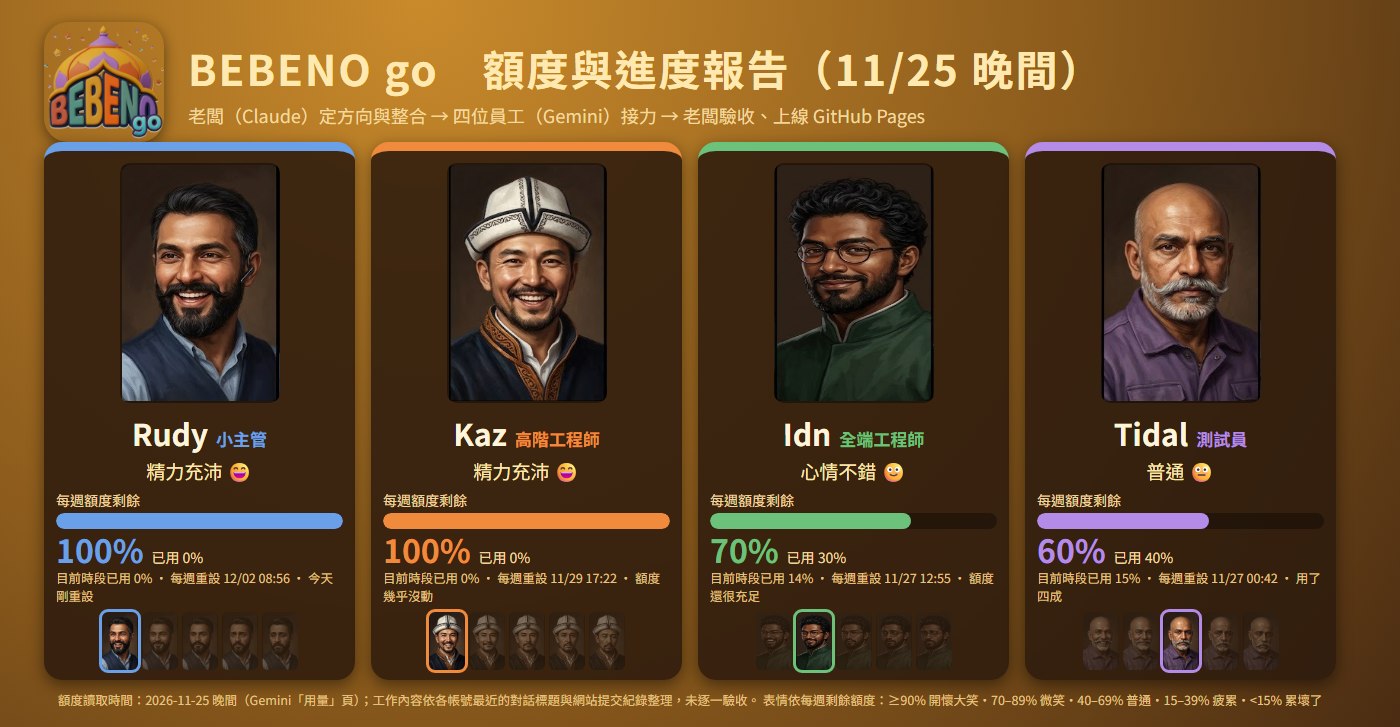 BEBENO go
BEBENO go 額度與進度報告（11/25 晚間）
老闆（Claude）定方向與整合 → 四位員工（Gemini）接力 → 老闆驗收、上線 GitHub Pages
Rudy 小主管
精力充沛 😄
每週額度剩餘
100% 已用 0%
目前時段已用 0% ・ 每週重設 12/02 08:56 ・ 今天
剛重設
Kaz 高階工程師
精力充沛 😄
每週額度剩餘
100% 已用 0%
目前時段已用 0% ・ 每週重設 11/29 17:22 ・ 額度
幾乎沒動
Idn 全端工程師
心情不錯 🙂
每週額度剩餘
70% 已用 30%
目前時段已用 14% ・ 每週重設 11/27 12:55 ・ 額度
還很充足
Tidal 測試員
普通 😐
每週額度剩餘
60% 已用 40%
目前時段已用 15% ・ 每週重設 11/27 00:42 ・ 用了
四成
額度讀取時間：2026-11-25 晚間（Gemini「用量」頁）；工作內容依各帳號最近的對話標題與網站提交紀錄整理，未逐一驗收。 表情依每週剩餘額度：≥90% 開懷大笑・70–89% 微笑・40–69% 普通・15–39% 疲累・<15% 累壞了